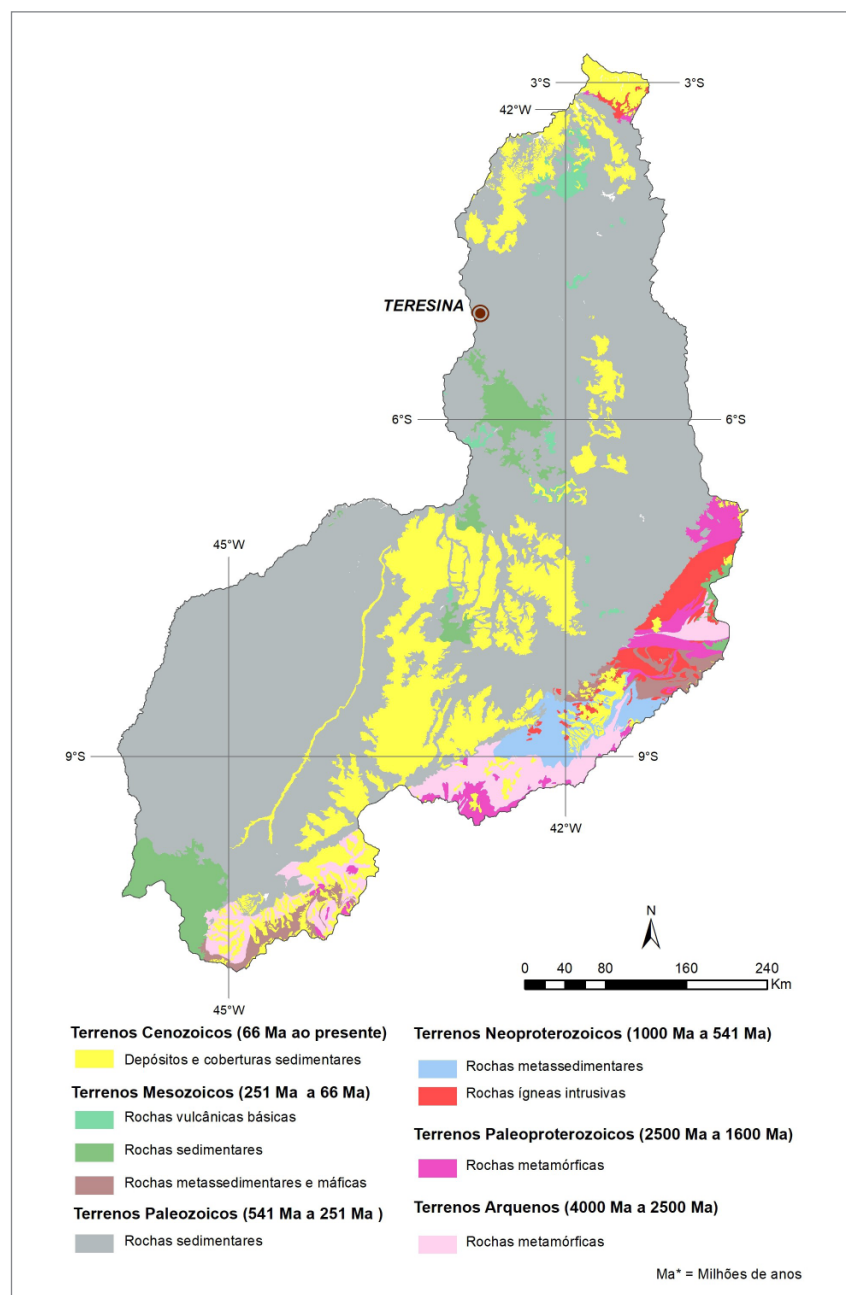 3°S
3°S
42°W
TERESINA
6°S
6°S
45°W
9°S
9°S
42°W
N
45°W
0 20 40 80 160 240
Km
Terrenos Cenozoicos (66 Ma ao presente)
Depósitos e coberturas sedimentares
Terrenos Mesozoicos (251 Ma a 66 Ma)
Rochas vulcânicas básicas
Rochas sedimentares
Rochas metassedimentares e máficas
Terrenos Paleozoicos (541 Ma a 251 Ma )
Rochas sedimentares
Terrenos Neoproterozoicos (1000 Ma a 541 Ma)
Rochas metassedimentares
Rochas ígneas intrusivas
Terrenos Paleoproterozoicos (2500 Ma a 1600 Ma)
Rochas metamórficas
Terrenos Arquenos (4000 Ma a 2500 Ma)
Rochas metamórficas
Ma* = Milhões de anos